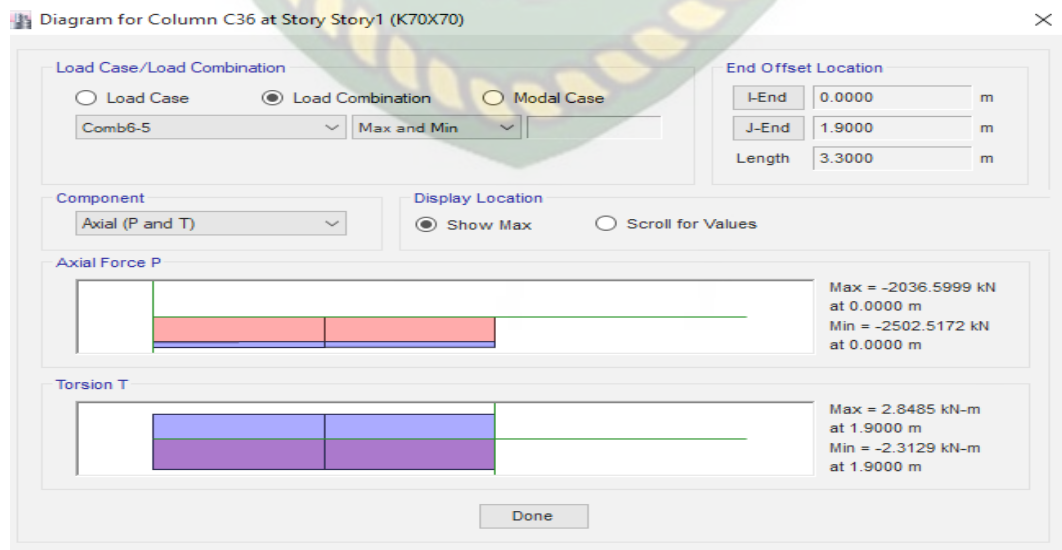 Diagram for Column C36 at Story Story1 (K70X70)
Load Case/Load Combination
Load Case Load Combination Modal Case
Comb6-5 Max and Min
End Offset Location
I-End 0.0000 m
J-End 1.9000 m
Length 3.3000 m
Component
Axial (P and T)
Display Location
Show Max Scroll for Values
Axial Force P
Max = -2036.5999 kN
at 0.0000 m
Min = -2502.5172 kN
at 0.0000 m
Torsion T
Max = 2.8485 kN-m
at 1.9000 m
Min = -2.3129 kN-m
at 1.9000 m
Done